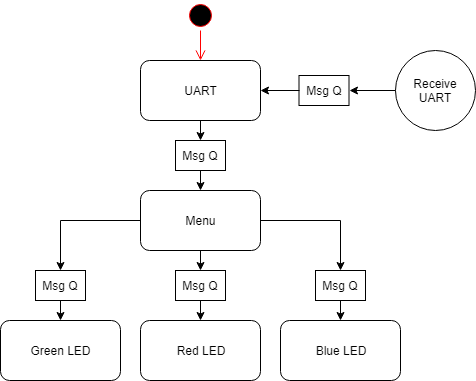 UART
Msg Q
Receive
UART
Msg Q
Menu
Msg Q
Msg Q
Msg Q
Green LED
Red LED
Blue LED